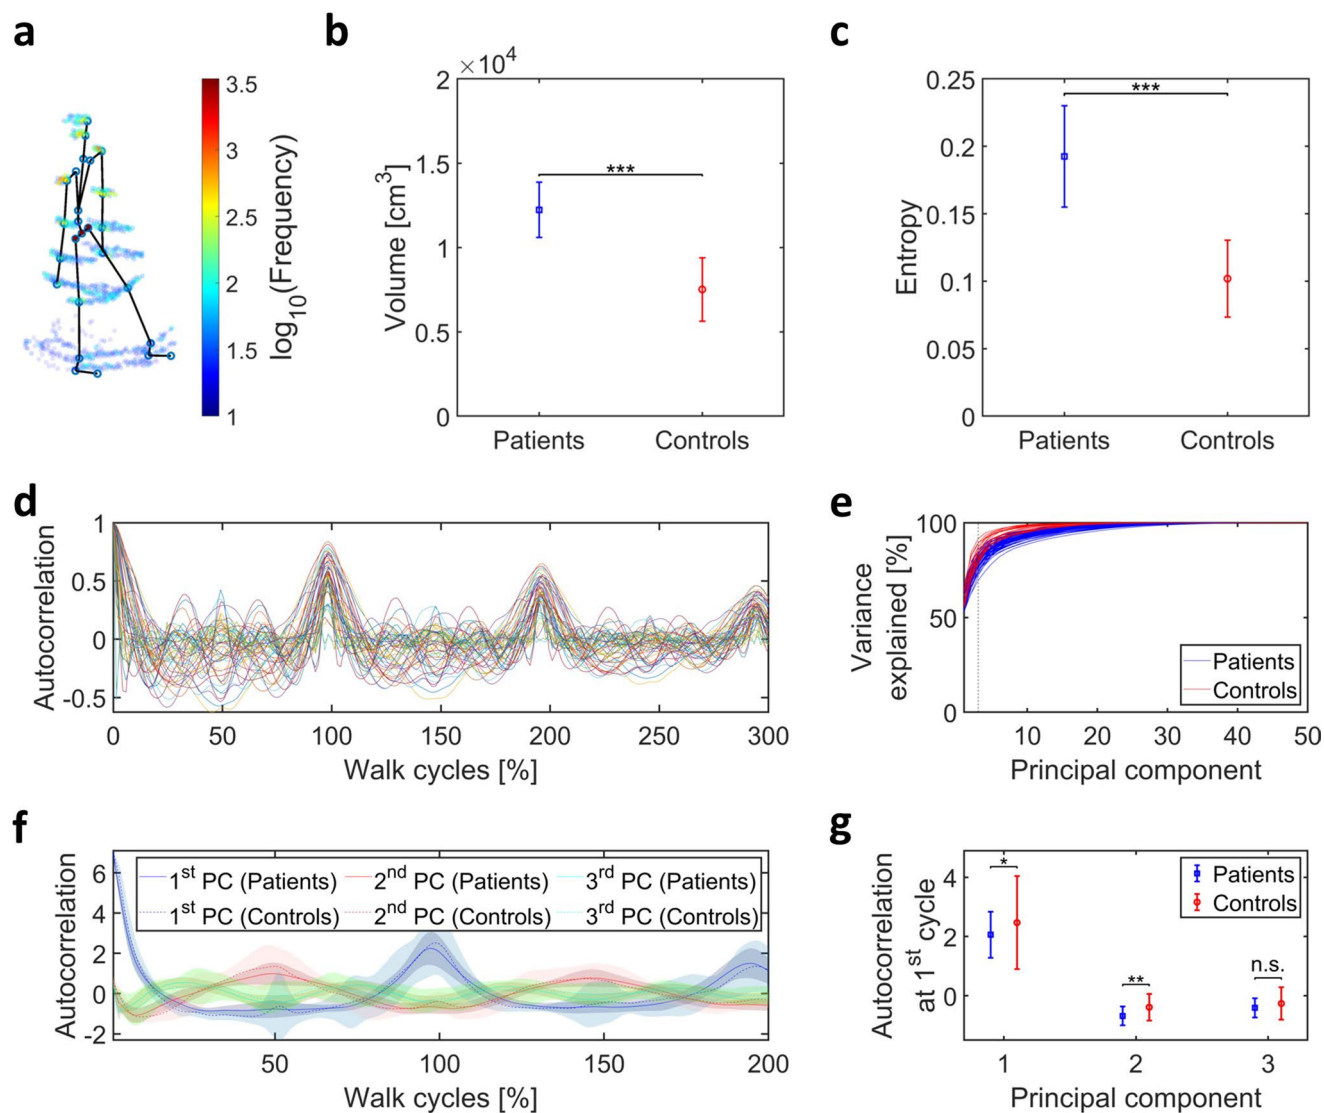 a
3.5
3
2.5
2
1.5
1
log10(Frequency)
b
×10⁴
2
1.5
1
0.5
0
Volume [cm³]
***
Patients Controls
c
0.25
0.2
0.15
0.1
0.05
0
Entropy
***
Patients Controls
d
1
0.5
0
-0.5
Autocorrelation
0 50 100 150 200 250 300
Walk cycles [%]
e
100
50
0
Variance
explained [%]
Patients
Controls
10 20 30 40 50
Principal component
f
6
4
2
0
-2
Autocorrelation
1st PC (Patients) 2nd PC (Patients) 3rd PC (Patients)
1st PC (Controls) 2nd PC (Controls) 3rd PC (Controls)
50 100 150 200
Walk cycles [%]
g
4
2
0
Autocorrelation
at 1st cycle
*
**
n.s.
Patients
Controls
1 2 3
Principal component